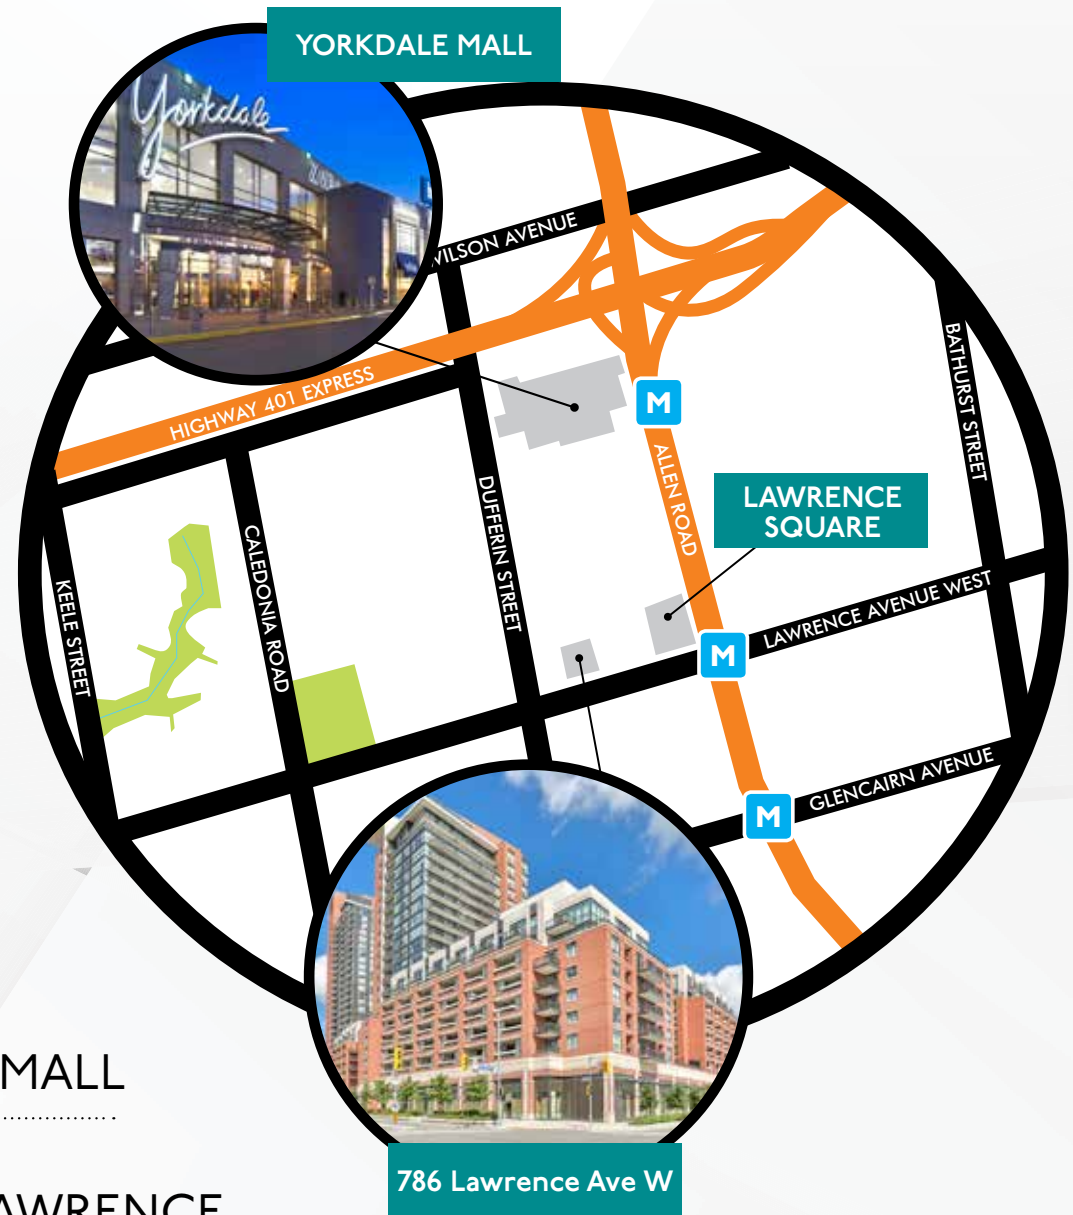 YORKDALE MALL
Yorkdale
WILSON AVENUE
HIGHWAY 401 EXPRESS
M
ALLEN ROAD
BATHURST STREET
LAWRENCE
SQUARE
DUFFERIN STREET
CALEDONIA ROAD
KEELE STREET
LAWRENCE AVENUE WEST
M
GLENCAIRN AVENUE
M
MALL
AWRENCE
786 Lawrence Ave W